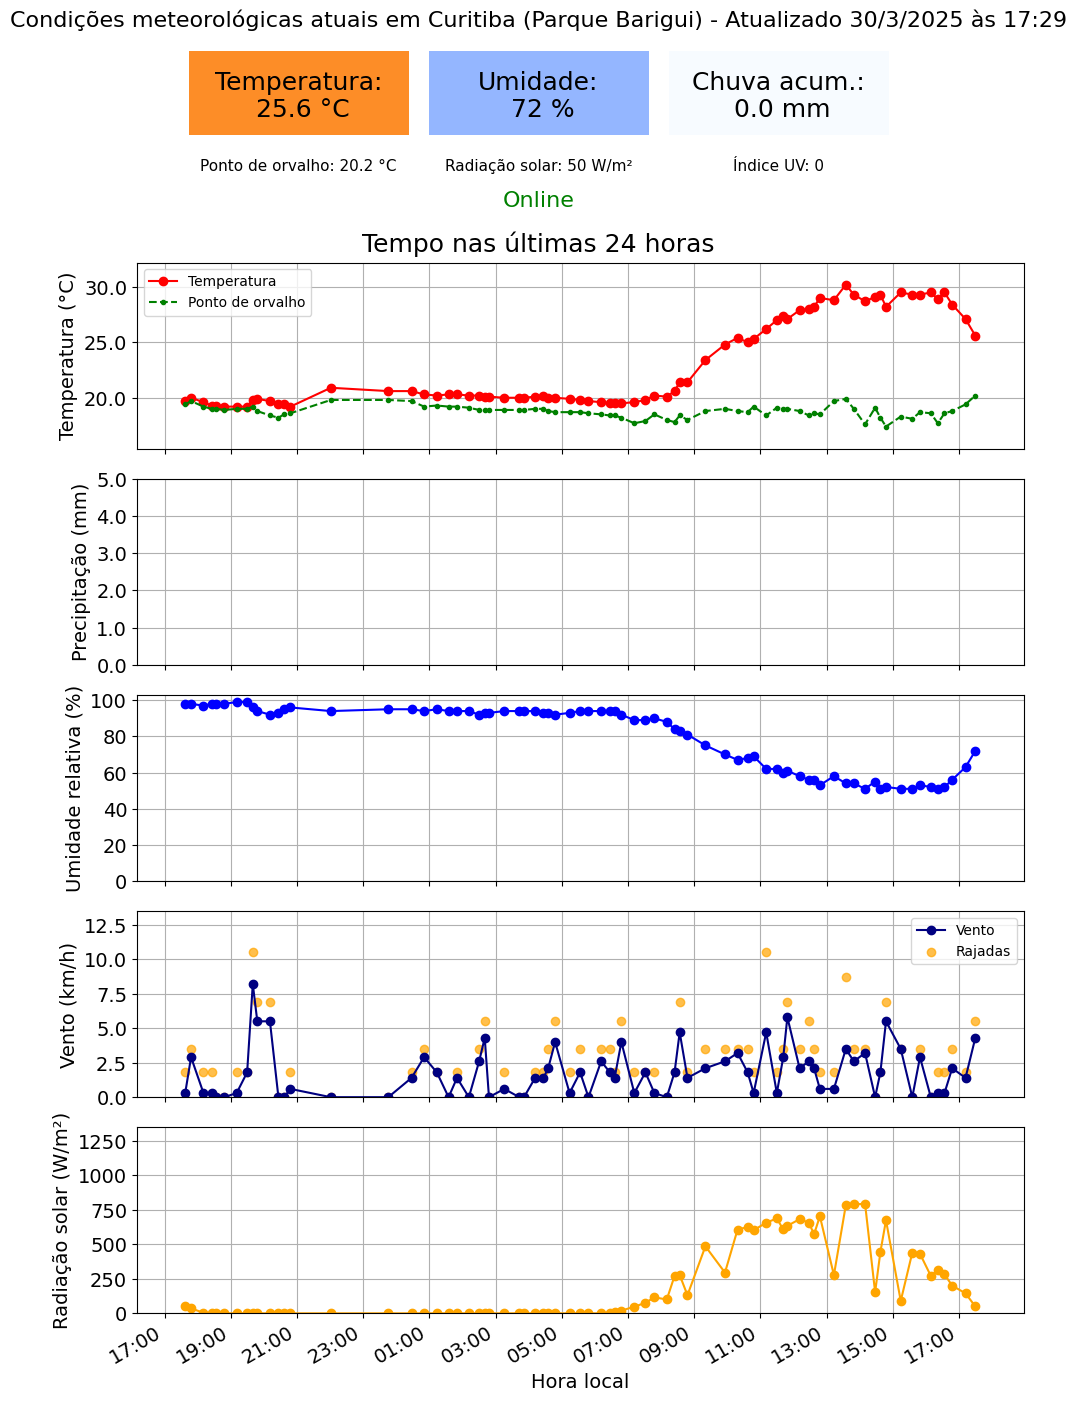 Condições meteorológicas atuais em Curitiba (Parque Barigui) - Atualizado 30/3/2025 às 17:29
Temperatura:
25.6 °C
Umidade:
72 %
Chuva acum.:
0.0 mm
Ponto de orvalho: 20.2 °C
Radiação solar: 50 W/m²
Índice UV: 0
Online
Tempo nas últimas 24 horas
Temperatura (°C)
30.0
25.0
20.0
Temperatura
Ponto de orvalho
Precipitação (mm)
5.0
4.0
3.0
2.0
1.0
0.0
Umidade relativa (%)
100
80
60
40
20
0
Vento (km/h)
12.5
10.0
7.5
5.0
2.5
0.0
Vento
Rajadas
Radiação solar (W/m²)
1250
1000
750
500
250
0
17:00
19:00
21:00
23:00
01:00
03:00
05:00
07:00
09:00
11:00
13:00
15:00
17:00
Hora local